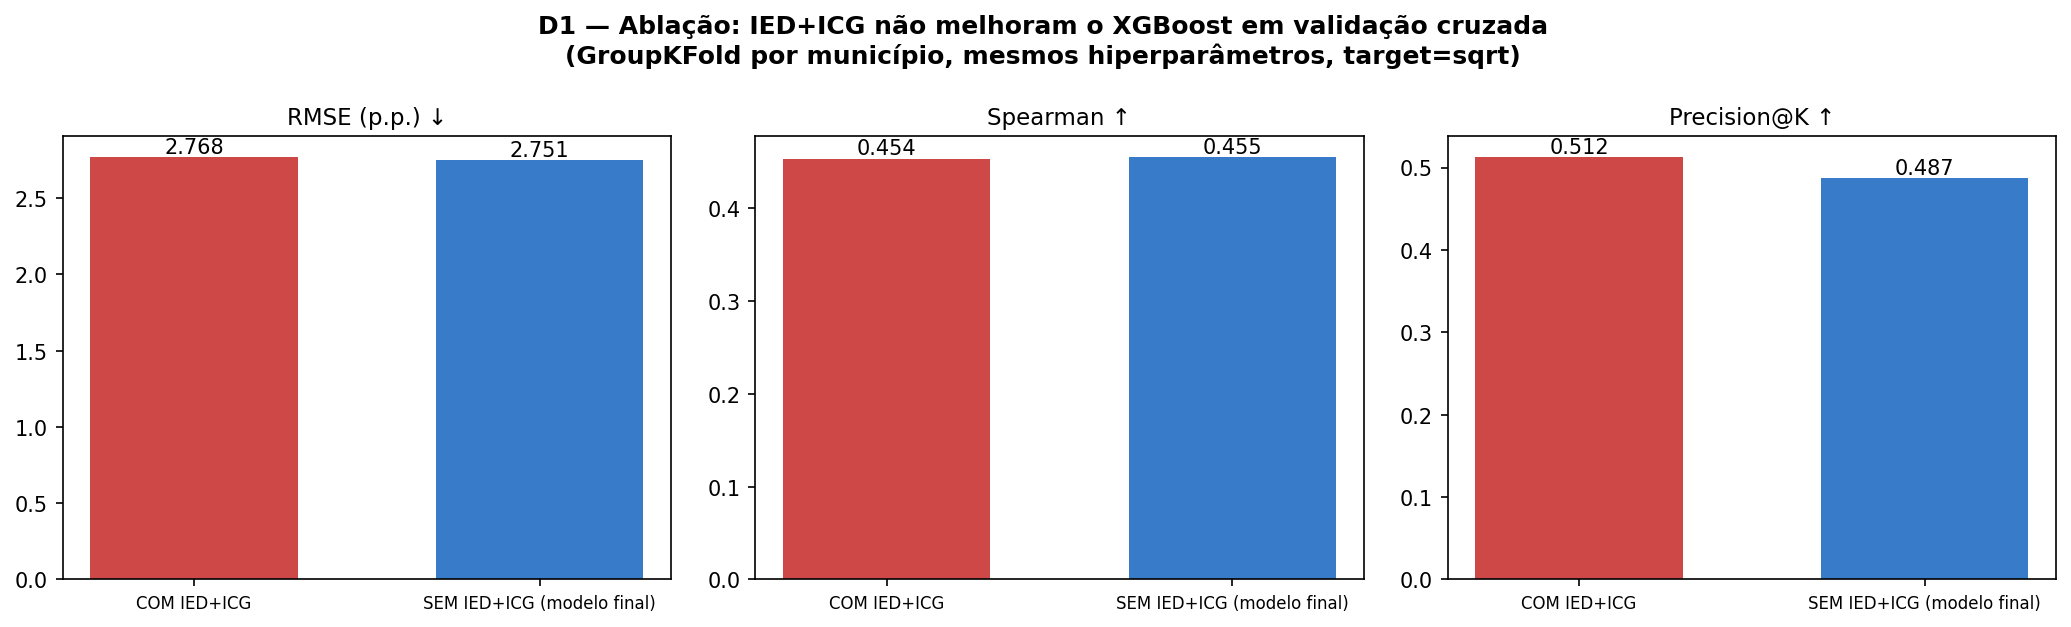 D1 — Ablação: IED+ICG não melhoram o XGBoost em validação cruzada
(GroupKFold por município, mesmos hiperparâmetros, target=sqrt)
RMSE (p.p.) ↓
2.768
2.751
2.5
2.0
1.5
1.0
0.5
0.0
COM IED+ICG
SEM IED+ICG (modelo final)
Spearman ↑
0.454
0.455
0.4
0.3
0.2
0.1
0.0
COM IED+ICG
SEM IED+ICG (modelo final)
Precision@K ↑
0.512
0.487
0.5
0.4
0.3
0.2
0.1
0.0
COM IED+ICG
SEM IED+ICG (modelo final)